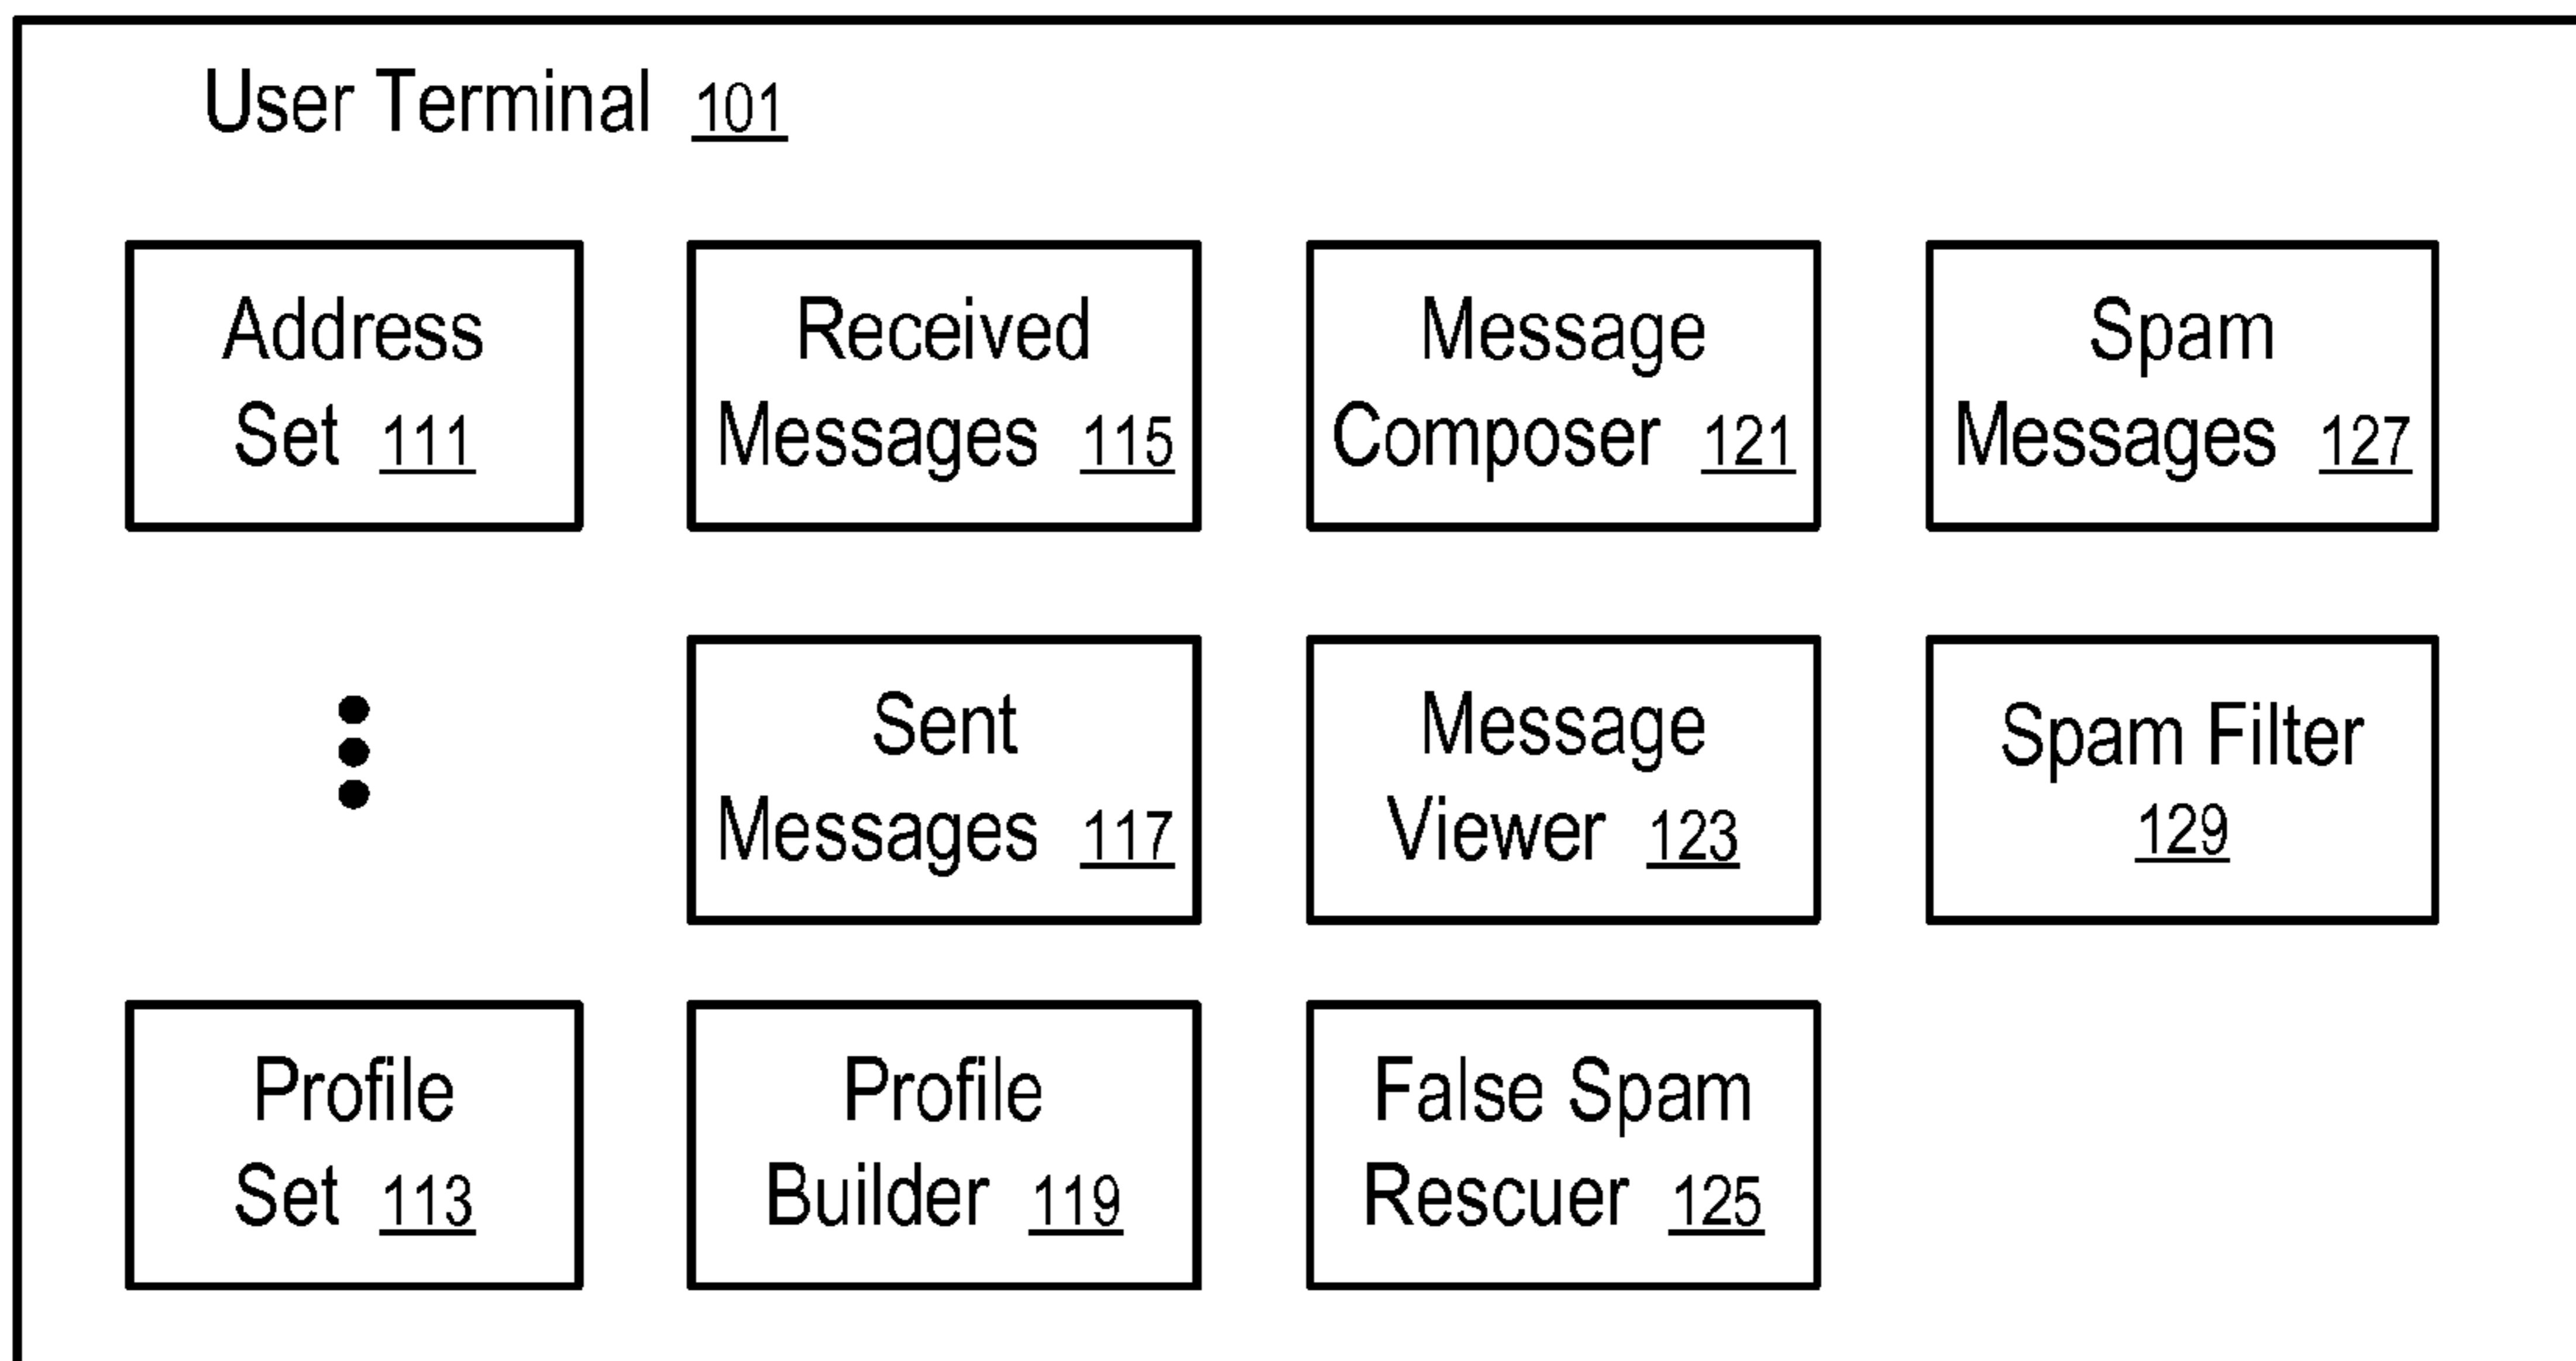 User Terminal 101
Address
Set 111
Received
Messages 115
Message
Composer 121
Spam
Messages 127
Sent
Messages 117
Message
Viewer 123
Spam Filter
129
Profile
Set 113
Profile
Builder 119
False Spam
Rescuer 125